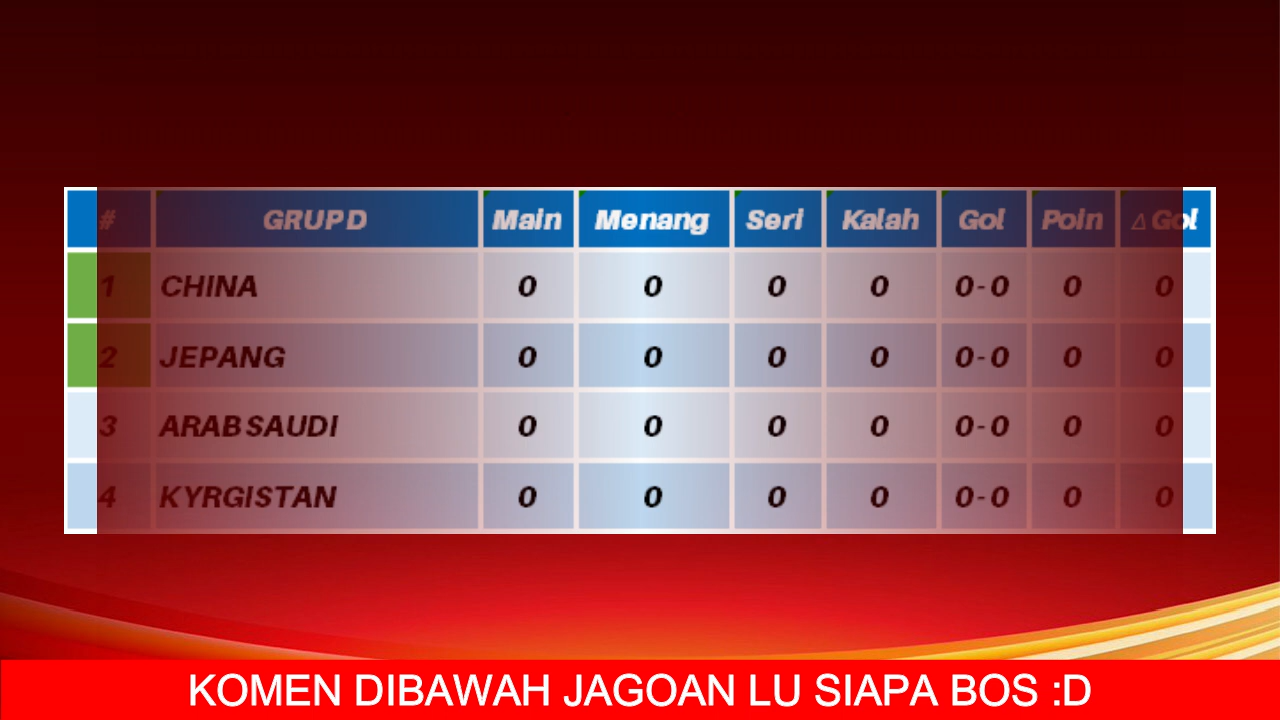 # GRUP D Main Menang Seri Kalah Gol Poin △ Gol
1 CHINA 0 0 0 0 0-0 0 0
2 JEPANG 0 0 0 0 0-0 0 0
3 ARAB SAUDI 0 0 0 0 0-0 0 0
4 KYRGISTAN 0 0 0 0 0-0 0 0
KOMEN DIBAWAH JAGOAN LU SIAPA BOS :D